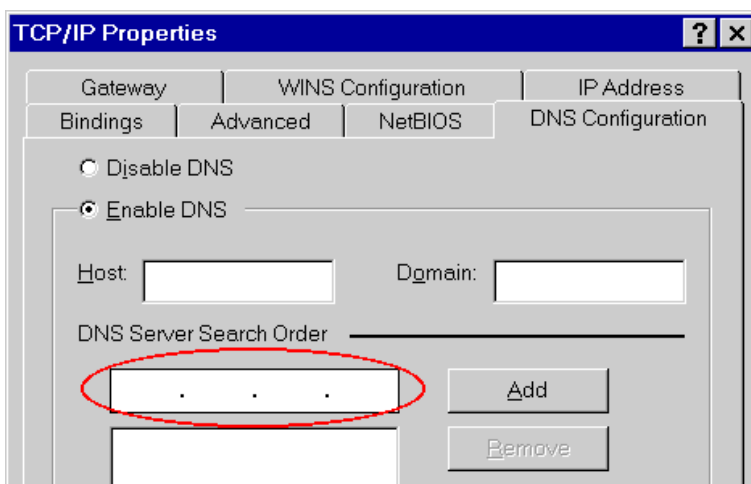 TCP/IP Properties ? ×
Gateway WINS Configuration IP Address
Bindings Advanced NetBIOS DNS Configuration
Disable DNS
Enable DNS
Host: Domain:
DNS Server Search Order
. . . Add
Remove